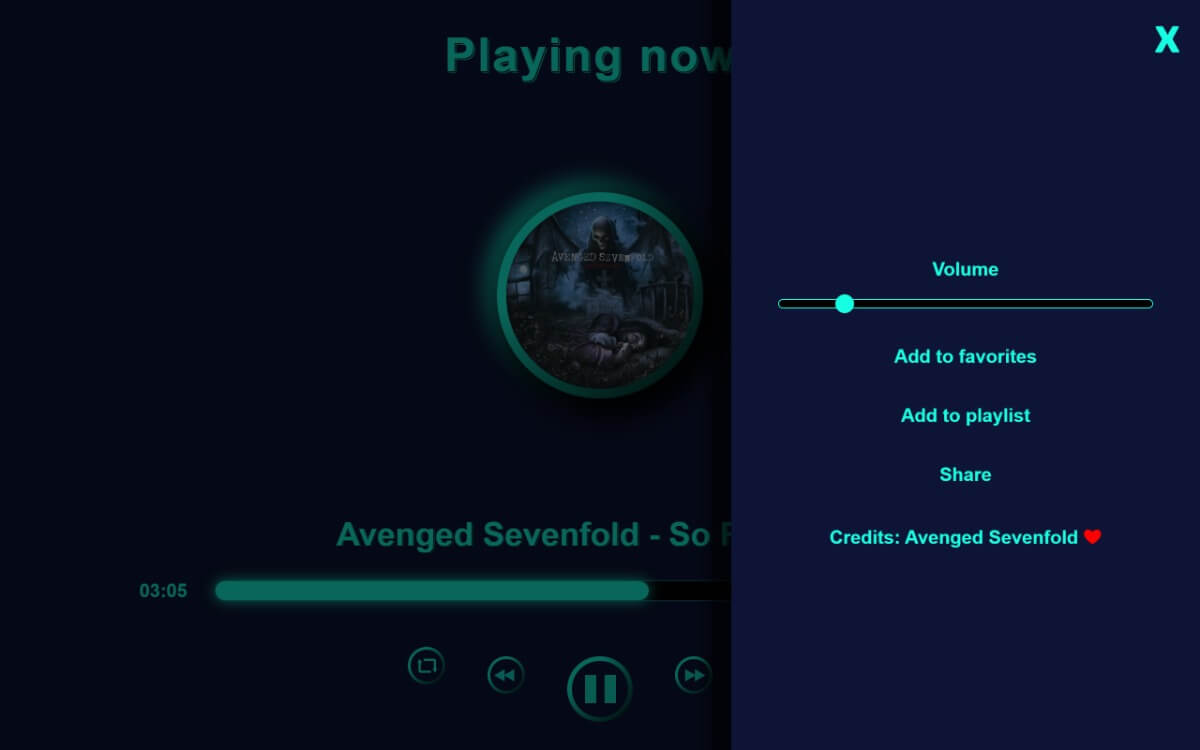 Playing now
X
AVENGED SEVENFOLD
Volume
Add to favorites
Add to playlist
Share
Avenged Sevenfold - So
Credits: Avenged Sevenfold
03:05